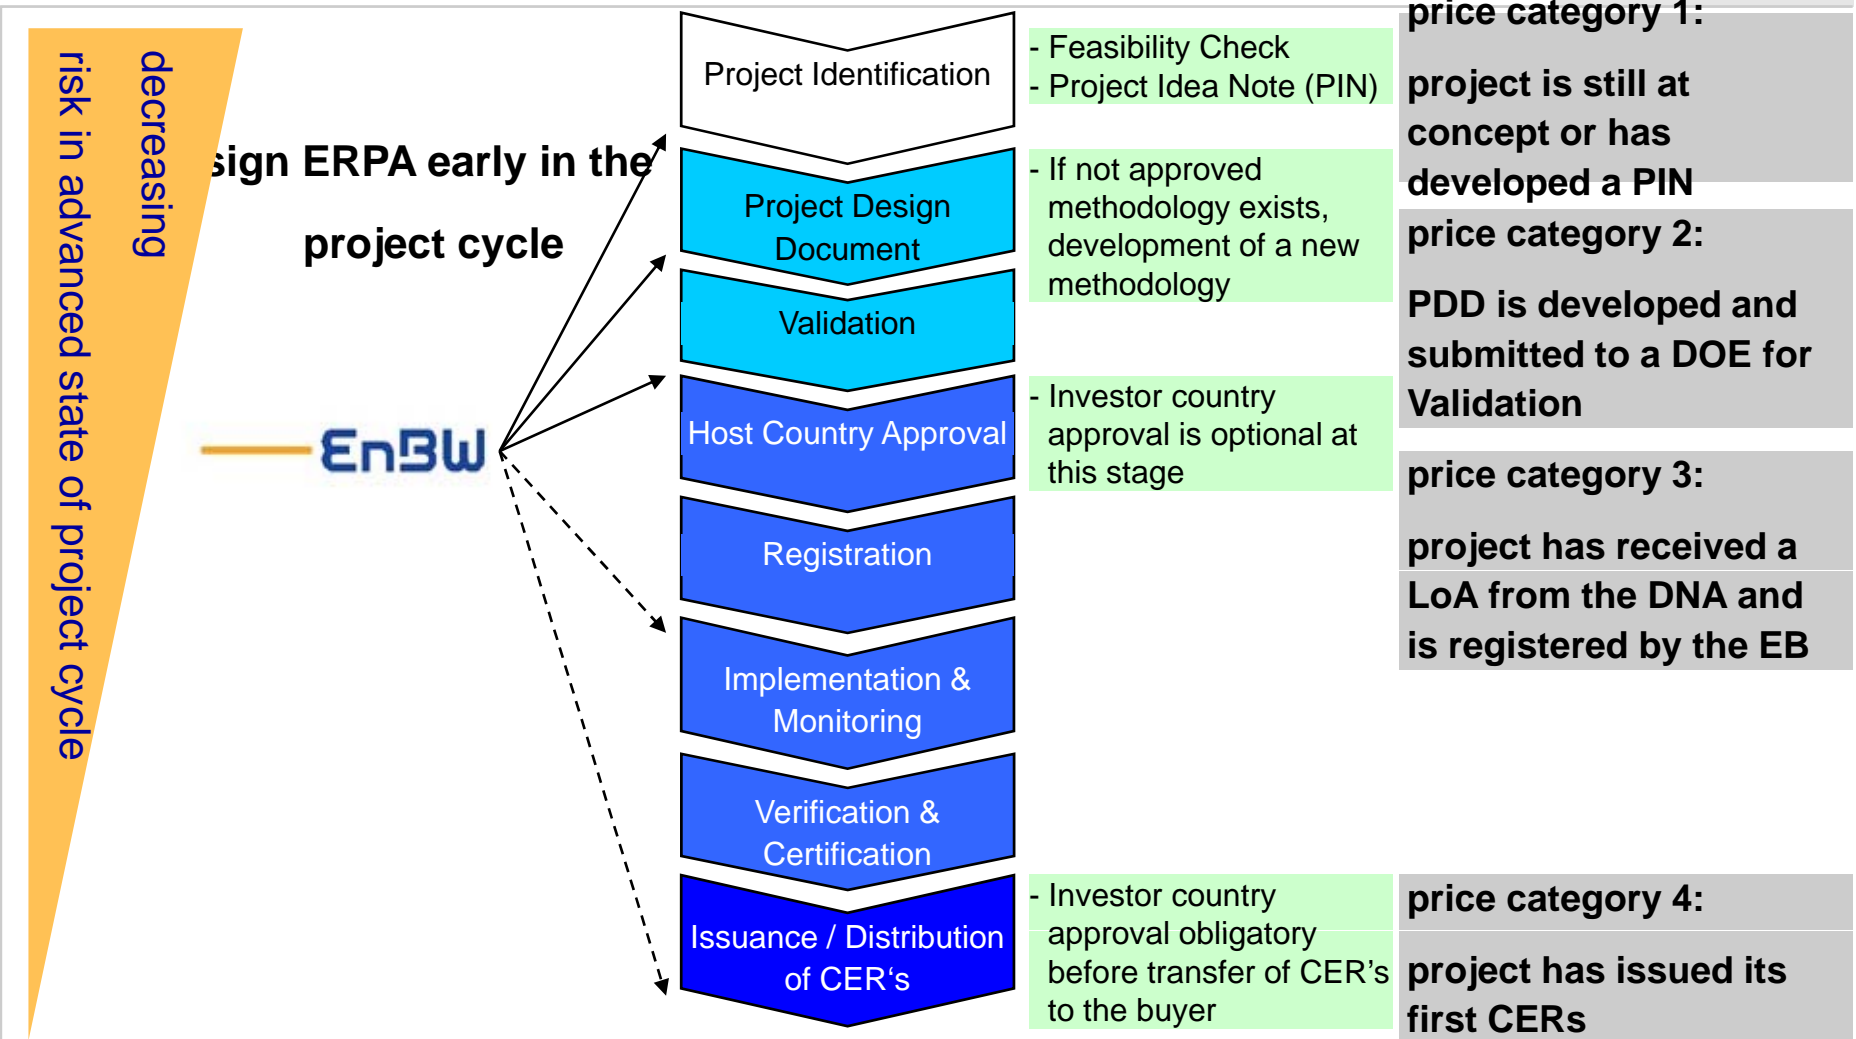 decreasing
risk in advanced state of project cycle
sign ERPA early in the
project cycle
EnBW
Project Identification
Project Design
Document
Validation
Host Country Approval
Registration
Implementation &
Monitoring
Verification &
Certification
Issuance / Distribution
of CER‘s
- Feasibility Check
- Project Idea Note (PIN)
- If not approved
methodology exists,
development of a new
methodology
- Investor country
approval is optional at
this stage
- Investor country
approval obligatory
before transfer of CER’s
to the buyer
price category 1:
project is still at
concept or has
developed a PIN
price category 2:
PDD is developed and
submitted to a DOE for
Validation
price category 3:
project has received a
LoA from the DNA and
is registered by the EB
price category 4:
project has issued its
first CERs